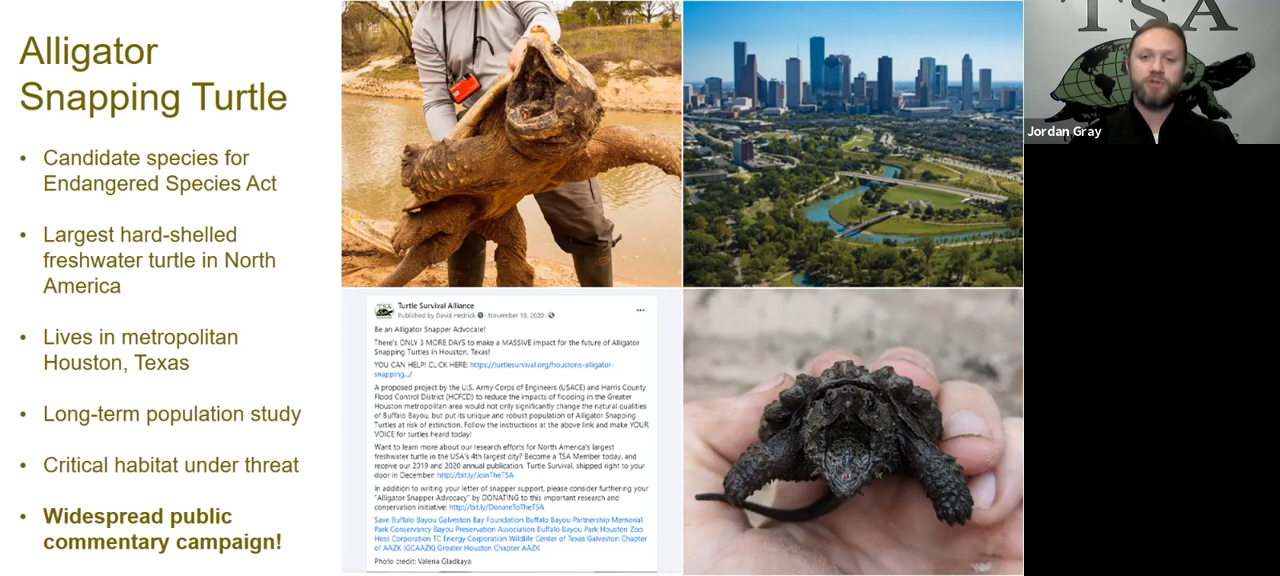 Alligator
Snapping Turtle
• Candidate species for
Endangered Species Act
• Largest hard-shelled
freshwater turtle in North
America
• Lives in metropolitan
Houston, Texas
• Long-term population study
• Critical habitat under threat
• Widespread public
commentary campaign!
Turtle Survival Alliance
Published by David Hedrick · November 19, 2020 ·
Be an Alligator Snapper Advocate!
There's ONLY 3 MORE DAYS to make a MASSIVE impact for the future of Alligator
Snapping Turtles in Houston, Texas!
YOU CAN HELP! CLICK HERE: https://turtlesurvival.org/houstons-alligator-
snapping.../
A proposed project by the U.S. Army Corps of Engineers (USACE) and Harris County
Flood Control District (HCFCD) to reduce the impacts of flooding in the Greater
Houston metropolitan area would not only significantly change the natural qualities
of Buffalo Bayou, but put its unique and robust population of Alligator Snapping
Turtles at risk of extinction. Follow the instructions at the above link and make YOUR
VOICE for turtles heard today!
Want to learn more about our research efforts for North America's largest
freshwater turtle in the USA's 4th largest city? Become a TSA Member today, and
receive our 2019 and 2020 annual publication, Turtle Survival, shipped right to your
door in December: http://bit.ly/JoinTheTSA
In addition to writing your letter of snapper support, please consider furthering your
"Alligator Snapper Advocacy" by DONATING to this important research and
conservation initiative: http://bit.ly/DonateToTheTSA
Save Buffalo Bayou Galveston Bay Foundation Buffalo Bayou Partnership Memorial
Park Conservancy Bayou Preservation Association Buffalo Bayou Park Houston Zoo
Hess Corporation TC Energy Corporation Wildlife Center of Texas Galveston Chapter
of AAZK (GCAAZK) Greater Houston Chapter AAZK
Photo credit: Valeria Gladkaya
TSA
Jordan Gray